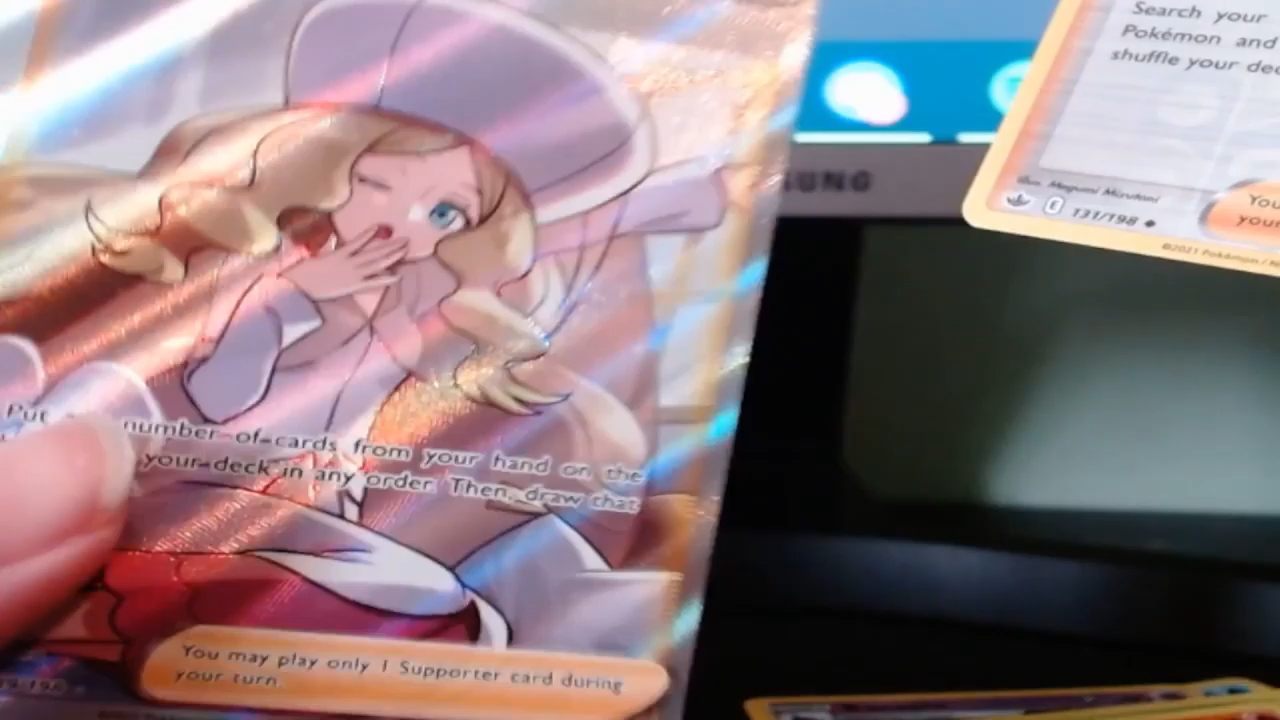 Search your
Pokémon and
shuffle your dec
Illus. Megumi Mizutani
E 131/198
©2021 Pokémon / N
You
your
SUNG
Put number of cards from your hand on the
your deck in any order. Then, draw that
You may play only 1 Supporter card during
your turn.